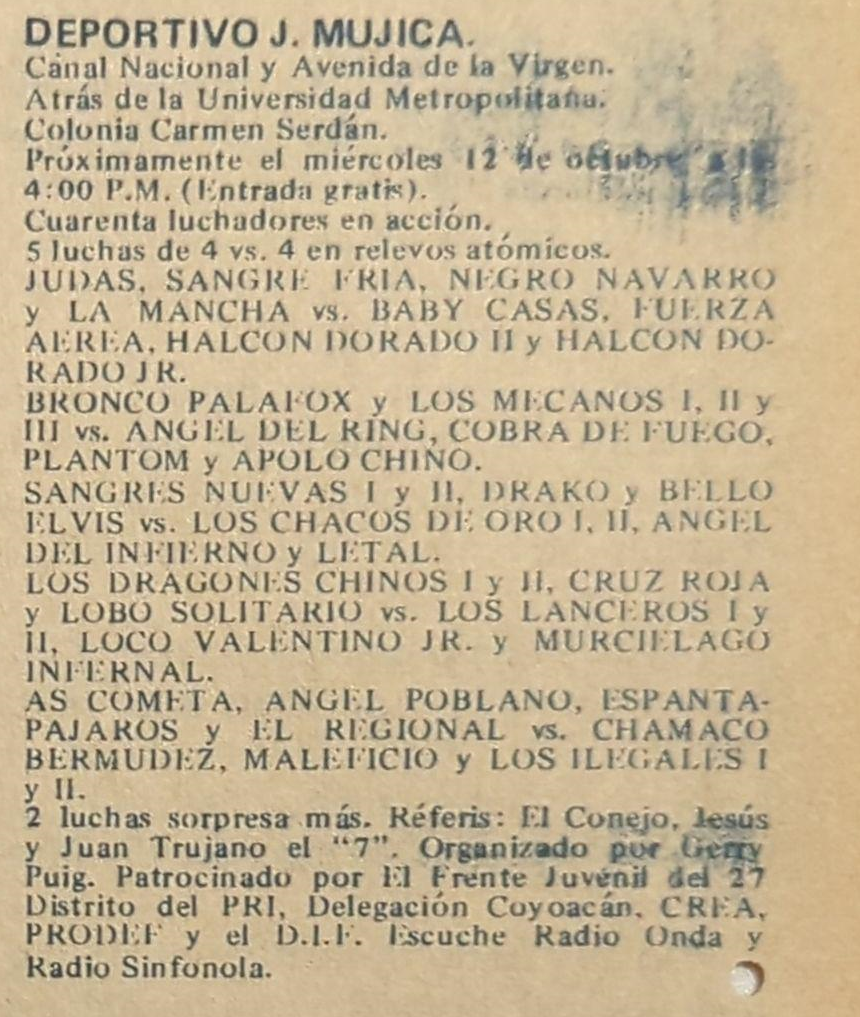 DEPORTIVO J. MUJICA.
Canal Nacional y Avenida de la Virgen.
Atrás de la Universidad Metropolitana.
Colonia Carmen Serdán.
Próximamente el miércoles 12 de octubre a las
4:00 P.M. (Entrada gratis).
Cuarenta luchadores en acción.
5 luchas de 4 vs. 4 en relevos atómicos.
JUDAS, SANGRE FRIA, NEGRO NAVARRO
y LA MANCHA vs. BABY CASAS, FUERZA
AEREA, HALCON DORADO II y HALCON DO-
RADO JR.
BRONCO PALAFOX y LOS MECANOS I, II y
III vs. ANGEL DEL RING, COBRA DE FUEGO,
PLANTOM y APOLO CHINO.
SANGRES NUEVAS I y II, DRAKO y BELLO
ELVIS vs. LOS CHACOS DE ORO I, II, ANGEL
DEL INFIERNO y LETAL.
LOS DRAGONES CHINOS I y II, CRUZ ROJA
y LOBO SOLITARIO vs. LOS LANCEROS I y
II, LOCO VALENTINO JR. y MURCIELAGO
INFERNAL.
AS COMETA, ANGEL POBLANO, ESPANTA-
PAJAROS y EL REGIONAL vs. CHAMACO
BERMUDEZ, MALEFICIO y LOS ILEGALES I
y II.
2 luchas sorpresa más. Réferis: El Conejo, Jesús
y Juan Trujano el "7". Organizado por Gerry
Puig. Patrocinado por El Frente Juvenil del 27
Distrito del PRI, Delegación Coyoacán, CREA,
PRODEF y el D.I.F. Escuche Radio Onda y
Radio Sinfonola.